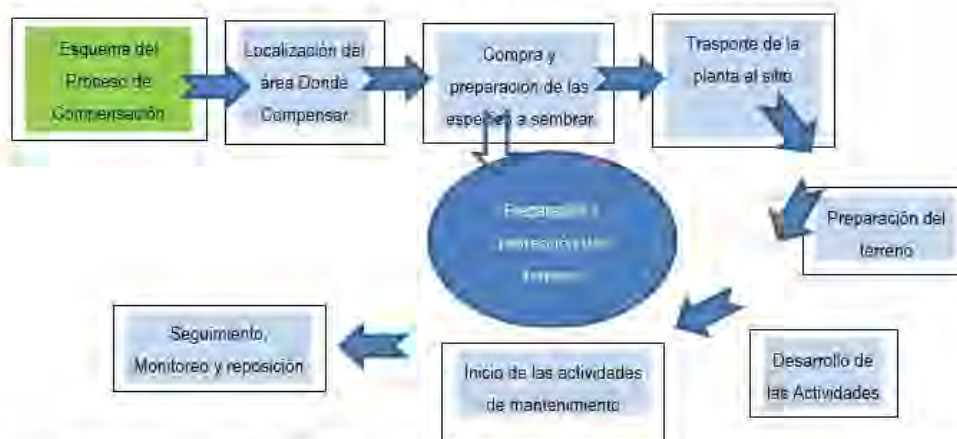 Esquema del
Proceso de
Compensación
Localización del
área Donde
Compensar
Compra y
preparación de las
especies a sembrar
Trasporte de la
planta al sitio
Preparación del
terreno
Desarrollo de
las Actividades
Inicio de las actividades
de mantenimiento
Seguimiento,
Monitoreo y reposición